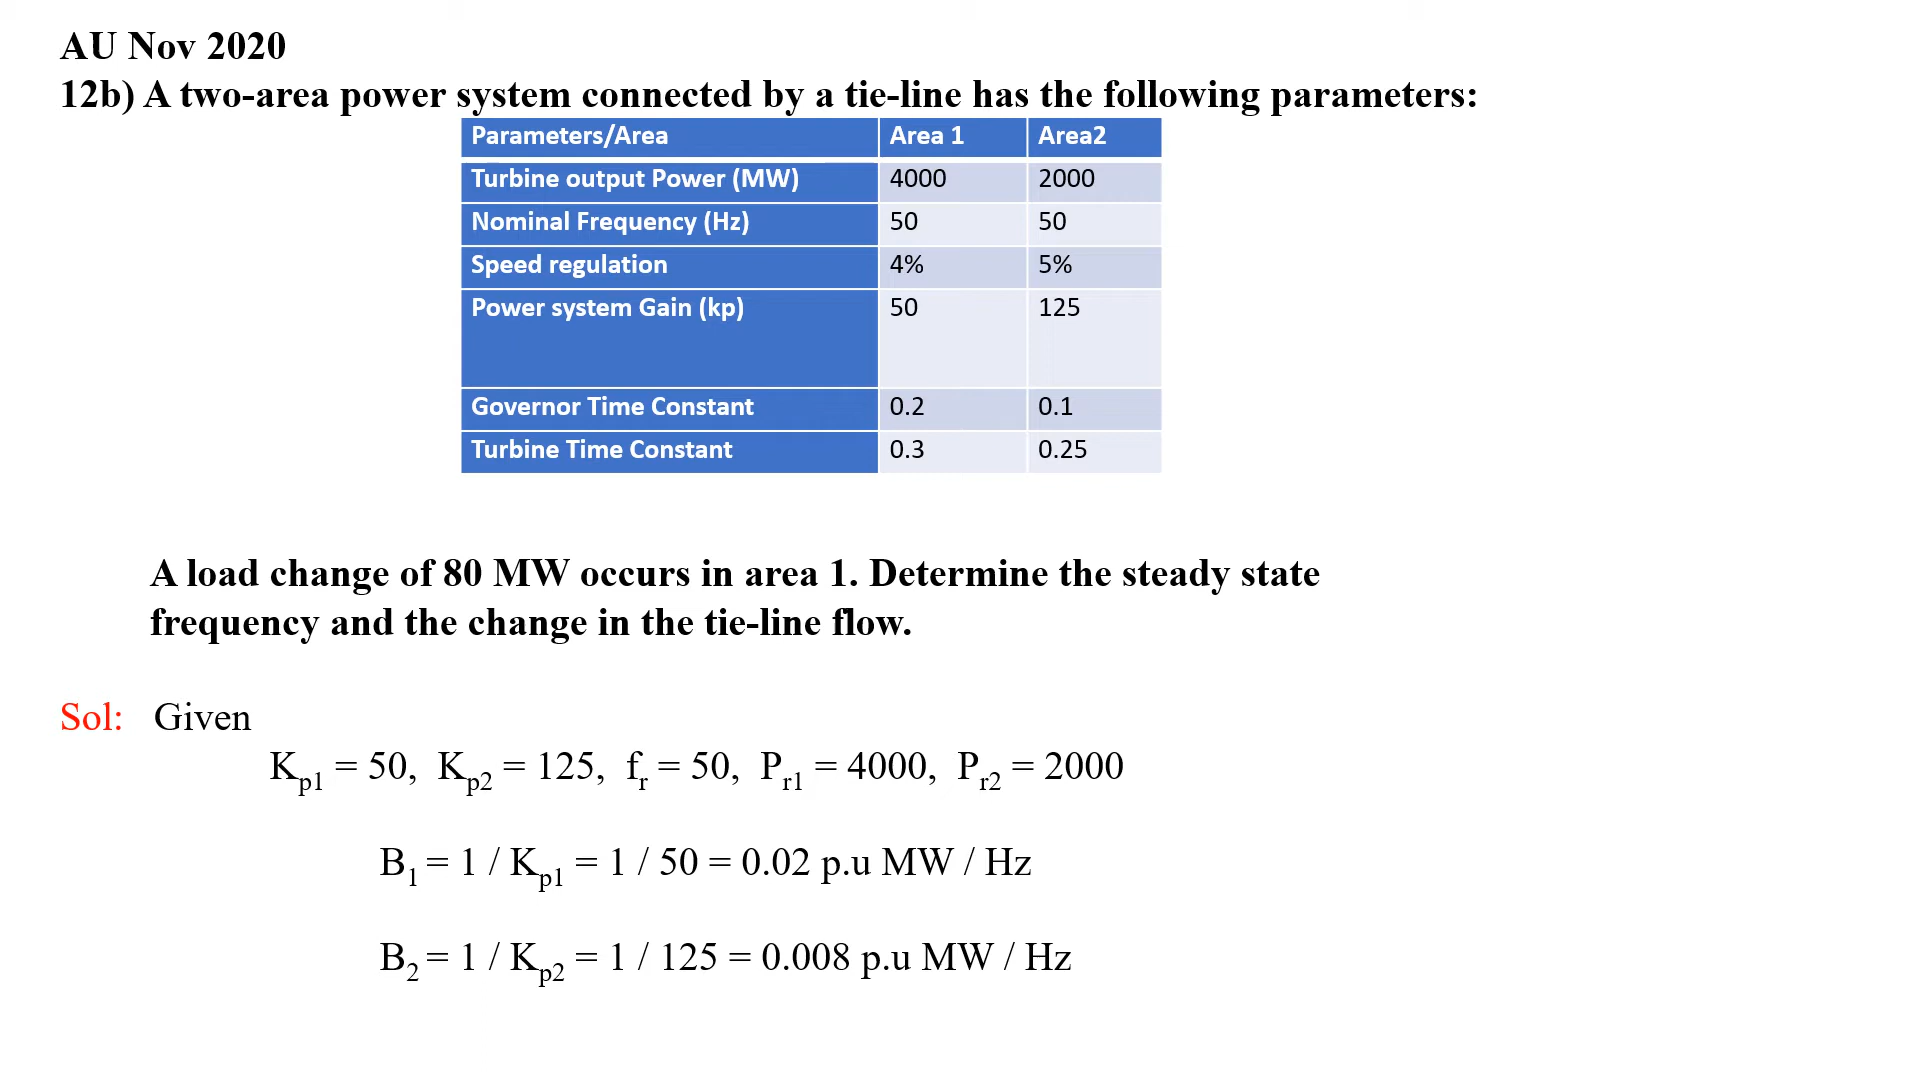 AU Nov 2020
12b) A two-area power system connected by a tie-line has the following parameters:
Parameters/Area Area 1 Area2
Turbine output Power (MW) 4000 2000
Nominal Frequency (Hz) 50 50
Speed regulation 4% 5%
Power system Gain (kp) 50 125
Governor Time Constant 0.2 0.1
Turbine Time Constant 0.3 0.25
A load change of 80 MW occurs in area 1. Determine the steady state
frequency and the change in the tie-line flow.
Sol: Given
Kp1 = 50, Kp2 = 125, fr = 50, Pr1 = 4000, Pr2 = 2000
B1 = 1 / Kp1 = 1 / 50 = 0.02 p.u MW / Hz
B2 = 1 / Kp2 = 1 / 125 = 0.008 p.u MW / Hz